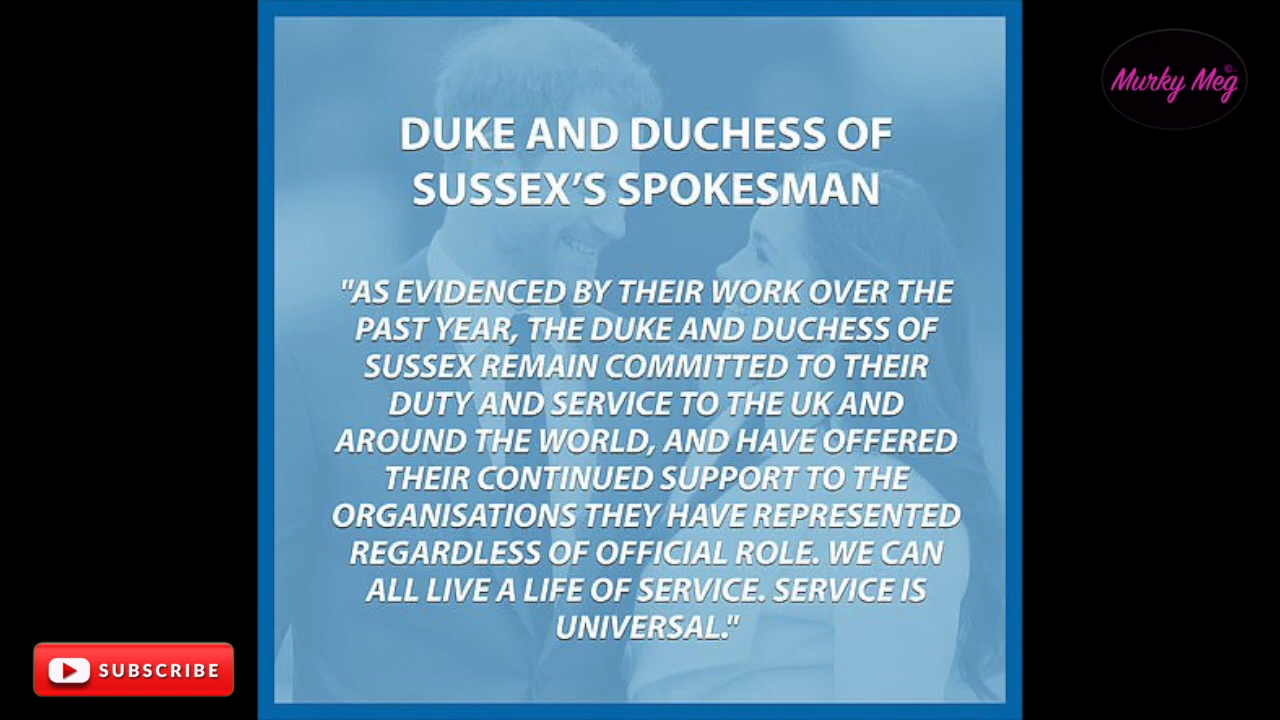 Murky Meg
©
DUKE AND DUCHESS OF
SUSSEX'S SPOKESMAN
"AS EVIDENCED BY THEIR WORK OVER THE
PAST YEAR, THE DUKE AND DUCHESS OF
SUSSEX REMAIN COMMITTED TO THEIR
DUTY AND SERVICE TO THE UK AND
AROUND THE WORLD, AND HAVE OFFERED
THEIR CONTINUED SUPPORT TO THE
ORGANISATIONS THEY HAVE REPRESENTED
REGARDLESS OF OFFICIAL ROLE. WE CAN
ALL LIVE A LIFE OF SERVICE. SERVICE IS
UNIVERSAL."
SUBSCRIBE